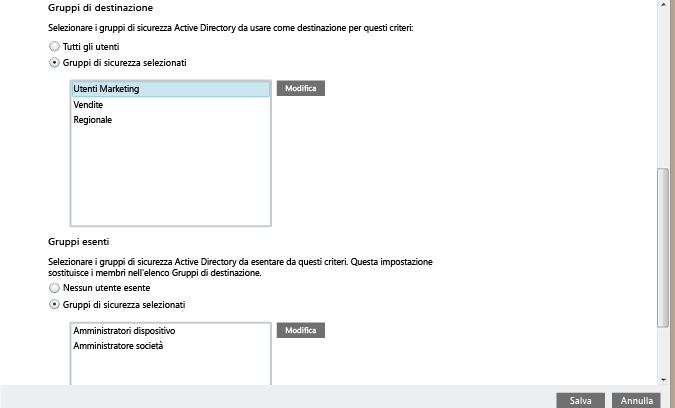 Gruppi di destinazione
Selezionare i gruppi di sicurezza Active Directory da usare come destinazione per questi criteri:
Tutti gli utenti
Gruppi di sicurezza selezionati
Utenti Marketing
Modifica
Vendite
Regionale
Gruppi esenti
Selezionare i gruppi di sicurezza Active Directory da esentare da questi criteri. Questa impostazione
sostituisce i membri nell'elenco Gruppi di destinazione.
Nessun utente esente
Gruppi di sicurezza selezionati
Amministratori dispositivo
Modifica
Amministratore società
Salva
Annulla